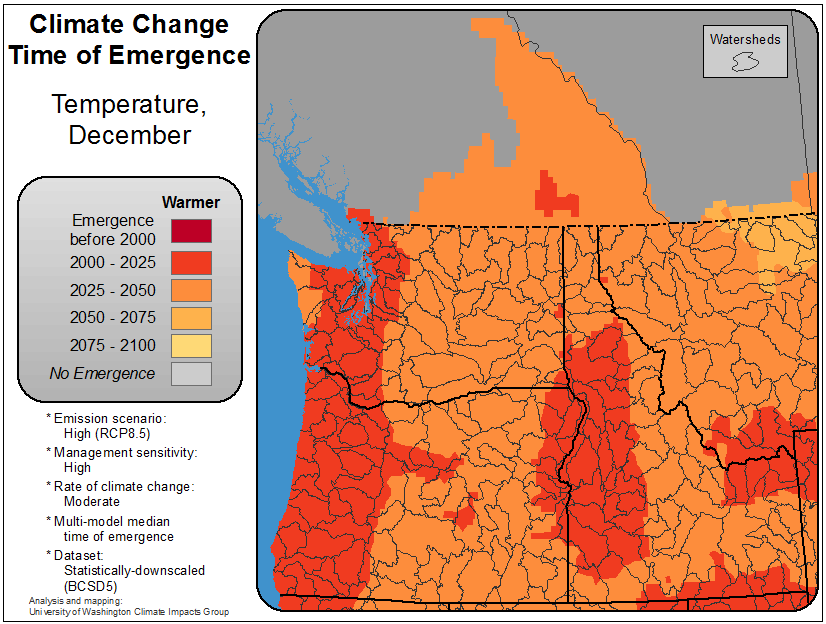 Climate Change
Time of Emergence
Temperature,
December
Warmer
Emergence
before 2000
2000 - 2025
2025 - 2050
2050 - 2075
2075 - 2100
No Emergence
* Emission scenario:
High (RCP8.5)
* Management sensitivity:
High
* Rate of climate change:
Moderate
* Multi-model median
time of emergence
* Dataset:
Statistically-downscaled
(BCSD5)
Analysis and mapping:
University of Washington Climate Impacts Group
Watersheds